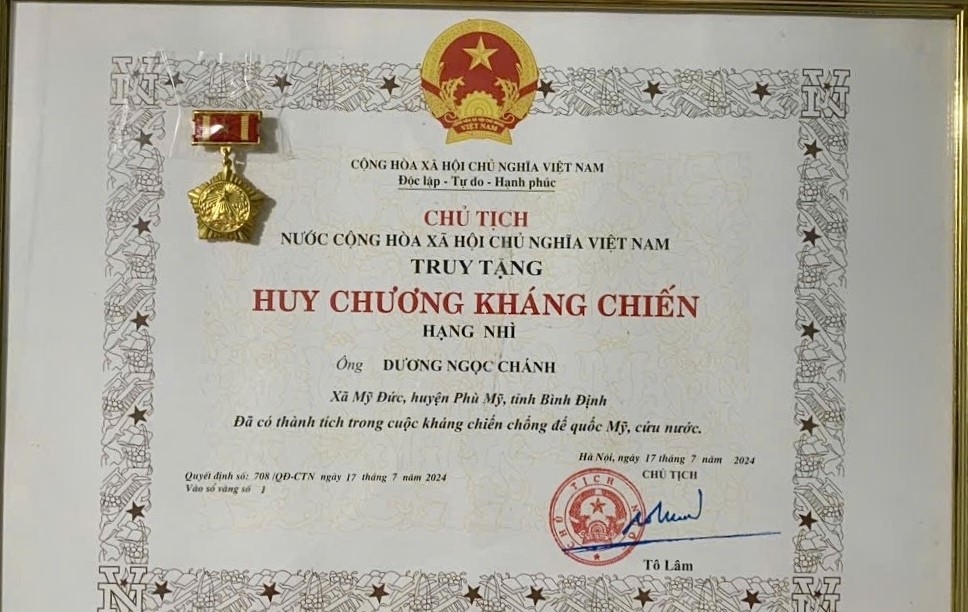 VIỆT NAM
CỘNG HÒA XÃ HỘI CHỦ NGHĨA VIỆT NAM
Độc lập - Tự do - Hạnh phúc
CHỦ TỊCH
NƯỚC CỘNG HÒA XÃ HỘI CHỦ NGHĨA VIỆT NAM
TRUY TẶNG
HUY CHƯƠNG KHÁNG CHIẾN
HẠNG NHÌ
Ông DƯƠNG NGỌC CHÁNH
Xã Mỹ Đức, huyện Phù Mỹ, tỉnh Bình Định
Đã có thành tích trong cuộc kháng chiến chống đế quốc Mỹ, cứu nước.
Hà Nội, ngày 17 tháng 7 năm 2024
Quyết định số: 708 /QĐ-CTN ngày 17 tháng 7 năm 2024
Vào sổ vàng số 1
CHỦ TỊCH
CHỦ TỊCH
Tô Lâm